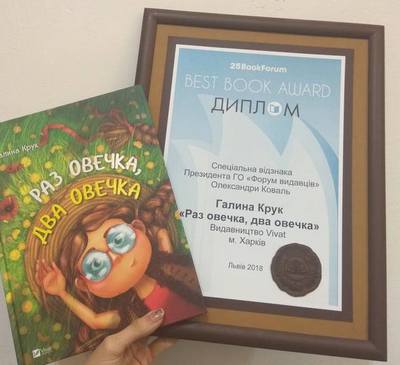 Галина Крук
РАЗ ОВЕЧКА,
ДВА ОВЕЧКА
Vivat
25BookForum
BEST BOOK AWARD
ДИПЛОМ
Спеціальна відзнака
Президента ГО «Форум видавців»
Олександри Коваль
Галина Крук
«Раз овечка, два овечка»
Видавництво Vivat
м. Харків
Львів 2018